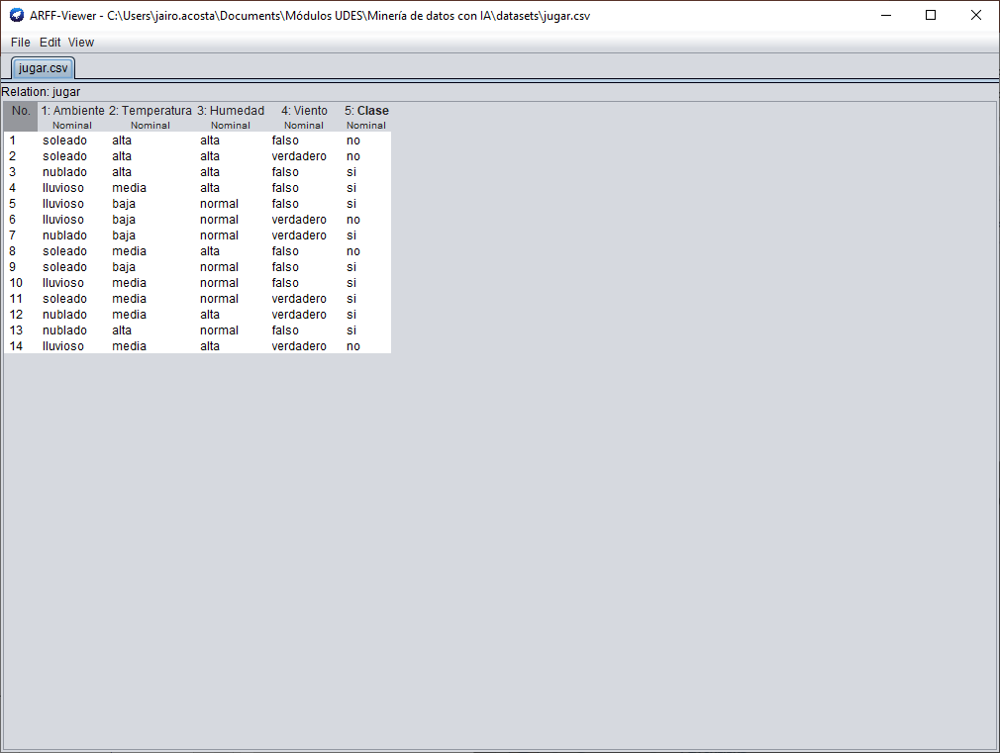 ARFF-Viewer - C:\Users\jairo.acosta\Documents\Módulos UDES\Minería de datos con IA\datasets\jugar.csv
File Edit View
jugar.csv
Relation: jugar
No. 1: Ambiente 2: Temperatura 3: Humedad 4: Viento 5: Clase
Nominal Nominal Nominal Nominal Nominal
1 soleado alta alta falso no
2 soleado alta alta verdadero no
3 nublado alta alta falso si
4 lluvioso media alta falso si
5 lluvioso baja normal falso si
6 lluvioso baja normal verdadero no
7 nublado baja normal verdadero si
8 soleado media alta falso no
9 soleado baja normal falso si
10 lluvioso media normal falso si
11 soleado media normal verdadero si
12 nublado media alta verdadero si
13 nublado alta normal falso si
14 lluvioso media alta verdadero no